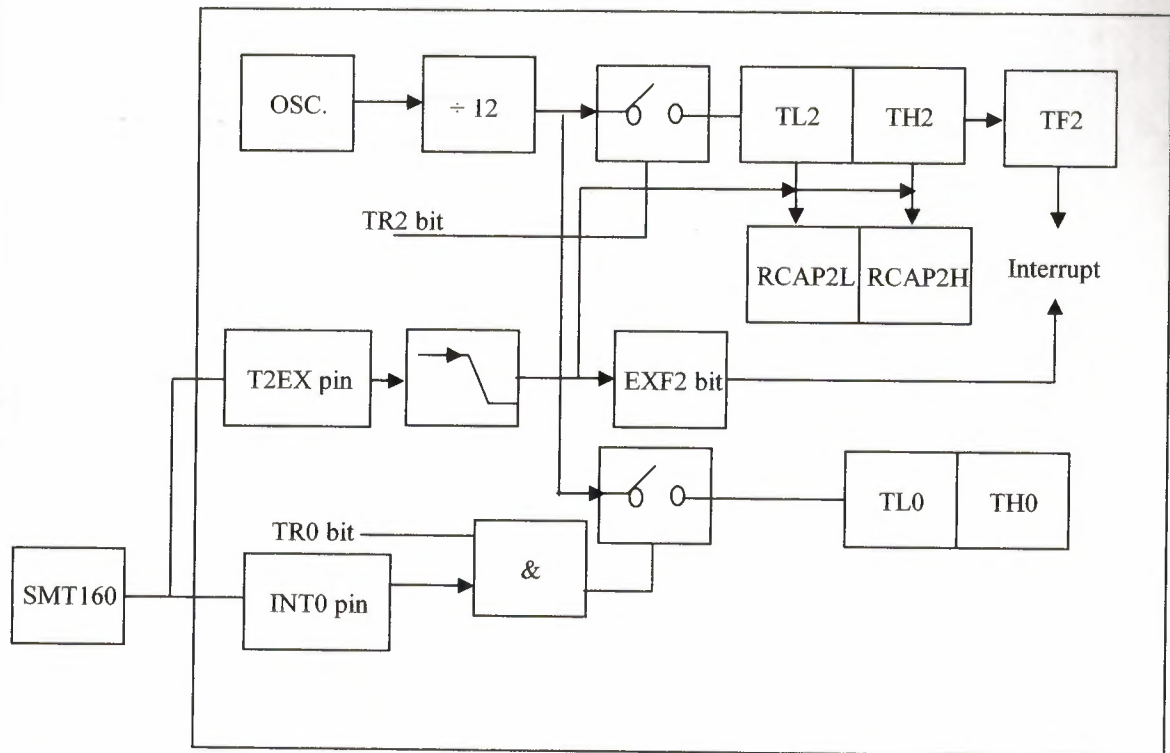 OSC.
÷ 12
TL2
TH2
TF2
TR2 bit
RCAP2L
RCAP2H
Interrupt
T2EX pin
EXF2 bit
TL0
TH0
TR0 bit
&
SMT160
INT0 pin